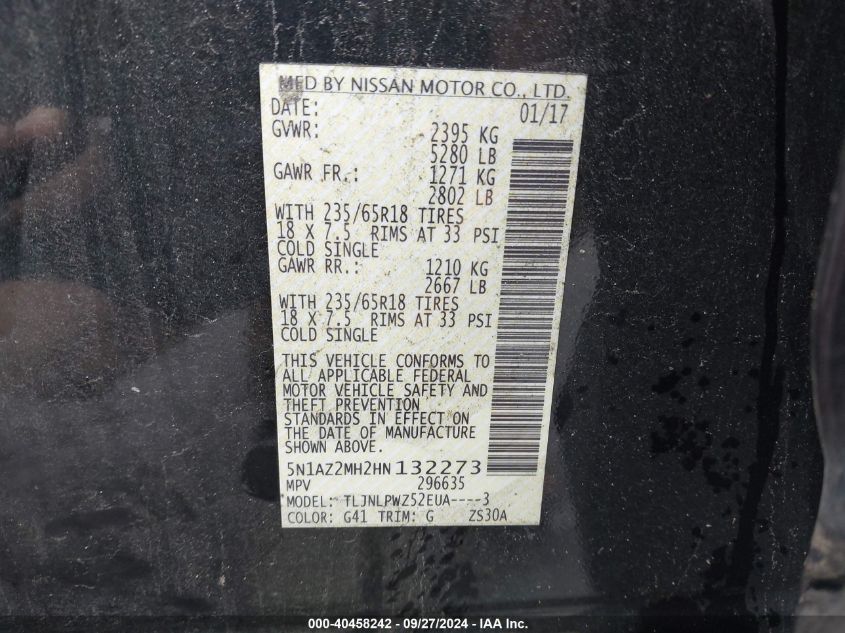 MFD BY NISSAN MOTOR CO., LTD.
DATE: 01/17
GVWR: 2395 KG
5280 LB
GAWR FR.: 1271 KG
2802 LB
WITH 235/65R18 TIRES
18 X 7.5 RIMS AT 33 PSI
COLD SINGLE
GAWR RR.: 1210 KG
2667 LB
WITH 235/65R18 TIRES
18 X 7.5 RIMS AT 33 PSI
COLD SINGLE
THIS VEHICLE CONFORMS TO
ALL APPLICABLE FEDERAL
MOTOR VEHICLE SAFETY AND
THEFT PREVENTION
STANDARDS IN EFFECT ON
THE DATE OF MANUFACTURE
SHOWN ABOVE.
5N1AZ2MH2HN 132273
MPV 296635
MODEL: TLJNLPWZ52EUA----3
COLOR: G41 TRIM: G ZS30A
000-40458242 - 09/27/2024 - IAA Inc.